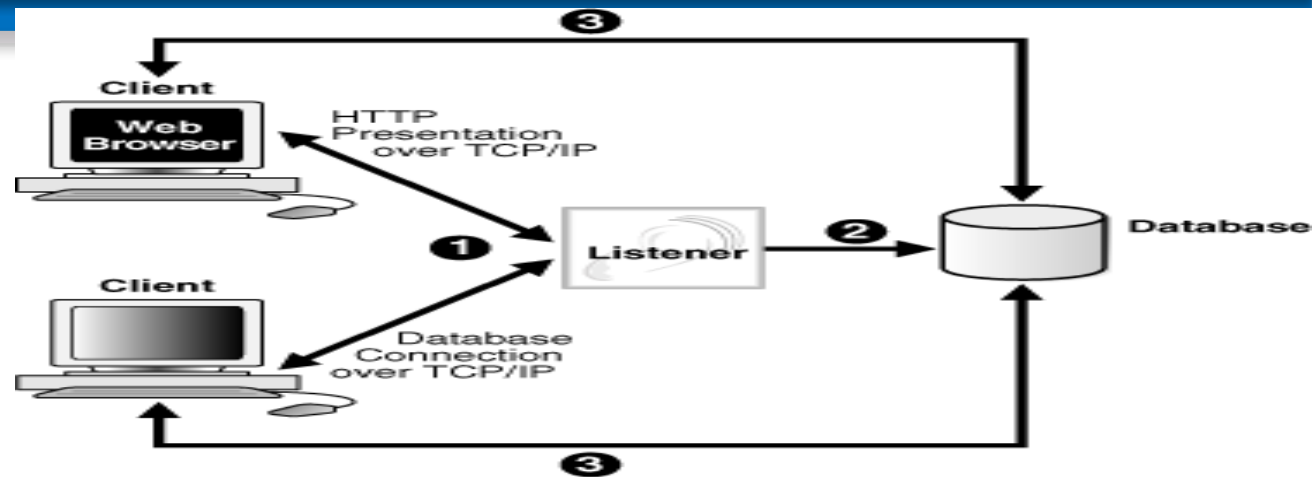 3
Client
Web
Browser
HTTP
Presentation
over TCP/IP
1
Listener
2
Database
Client
Database
Connection
over TCP/IP
3